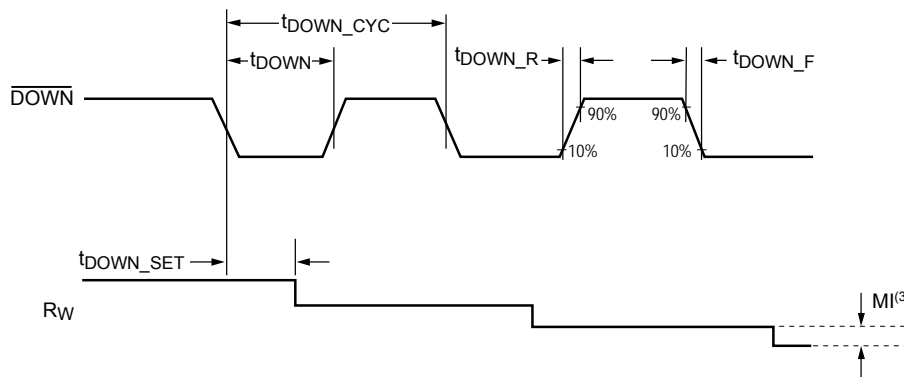 tDOWN_CYC
tDOWN
tDOWN_R
tDOWN_F
DOWN
90%
90%
10%
10%
tDOWN_SET
RW
MI(3